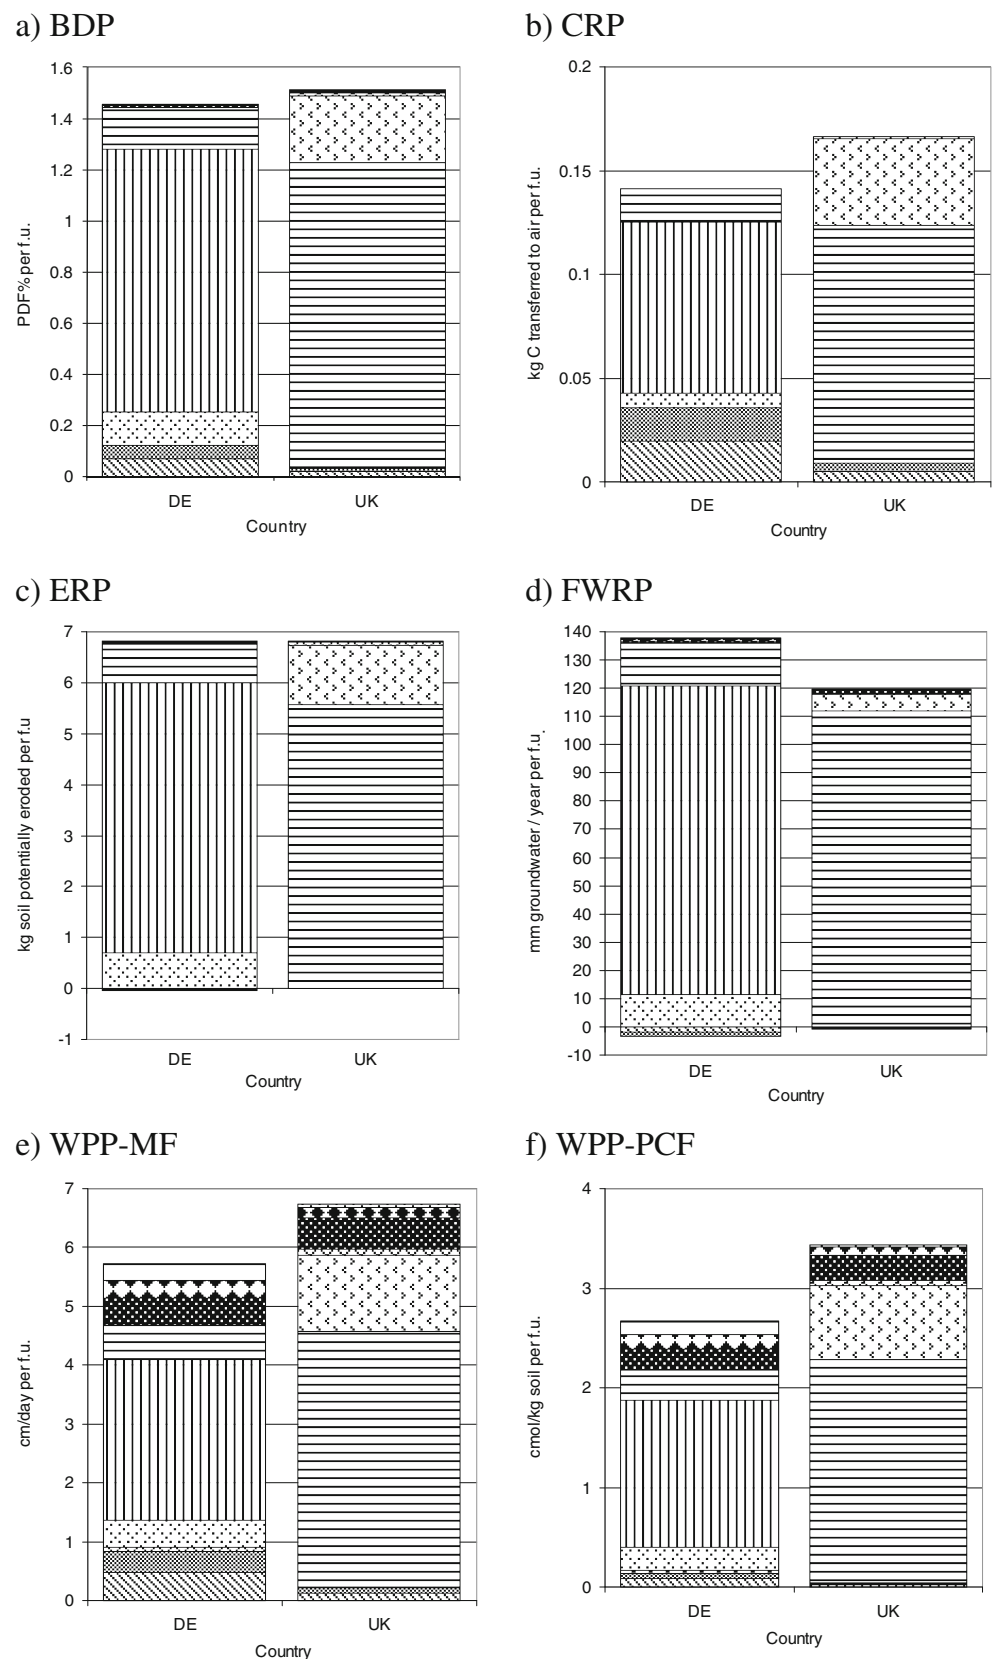 a) BDP
1.6
1.4
1.2
1
0.8
0.6
0.4
0.2
0
PDF% per f.u.
DE
UK
Country
b) CRP
0.2
0.15
0.1
0.05
0
kg C transferred to air per f.u.
DE
UK
Country
c) ERP
7
6
5
4
3
2
1
0
-1
kg soil potentially eroded per f.u
DE
UK
Country
d) FWRP
140
130
120
110
100
90
80
70
60
50
40
30
20
10
0
-10
mm groundwater / year per f.u.
DE
UK
Country
e) WPP-MF
7
6
5
4
3
2
1
0
cm/day per f.u.
DE
UK
Country
f) WPP-PCF
4
3
2
1
0
cmol/kg soil per f.u.
DE
UK
Country